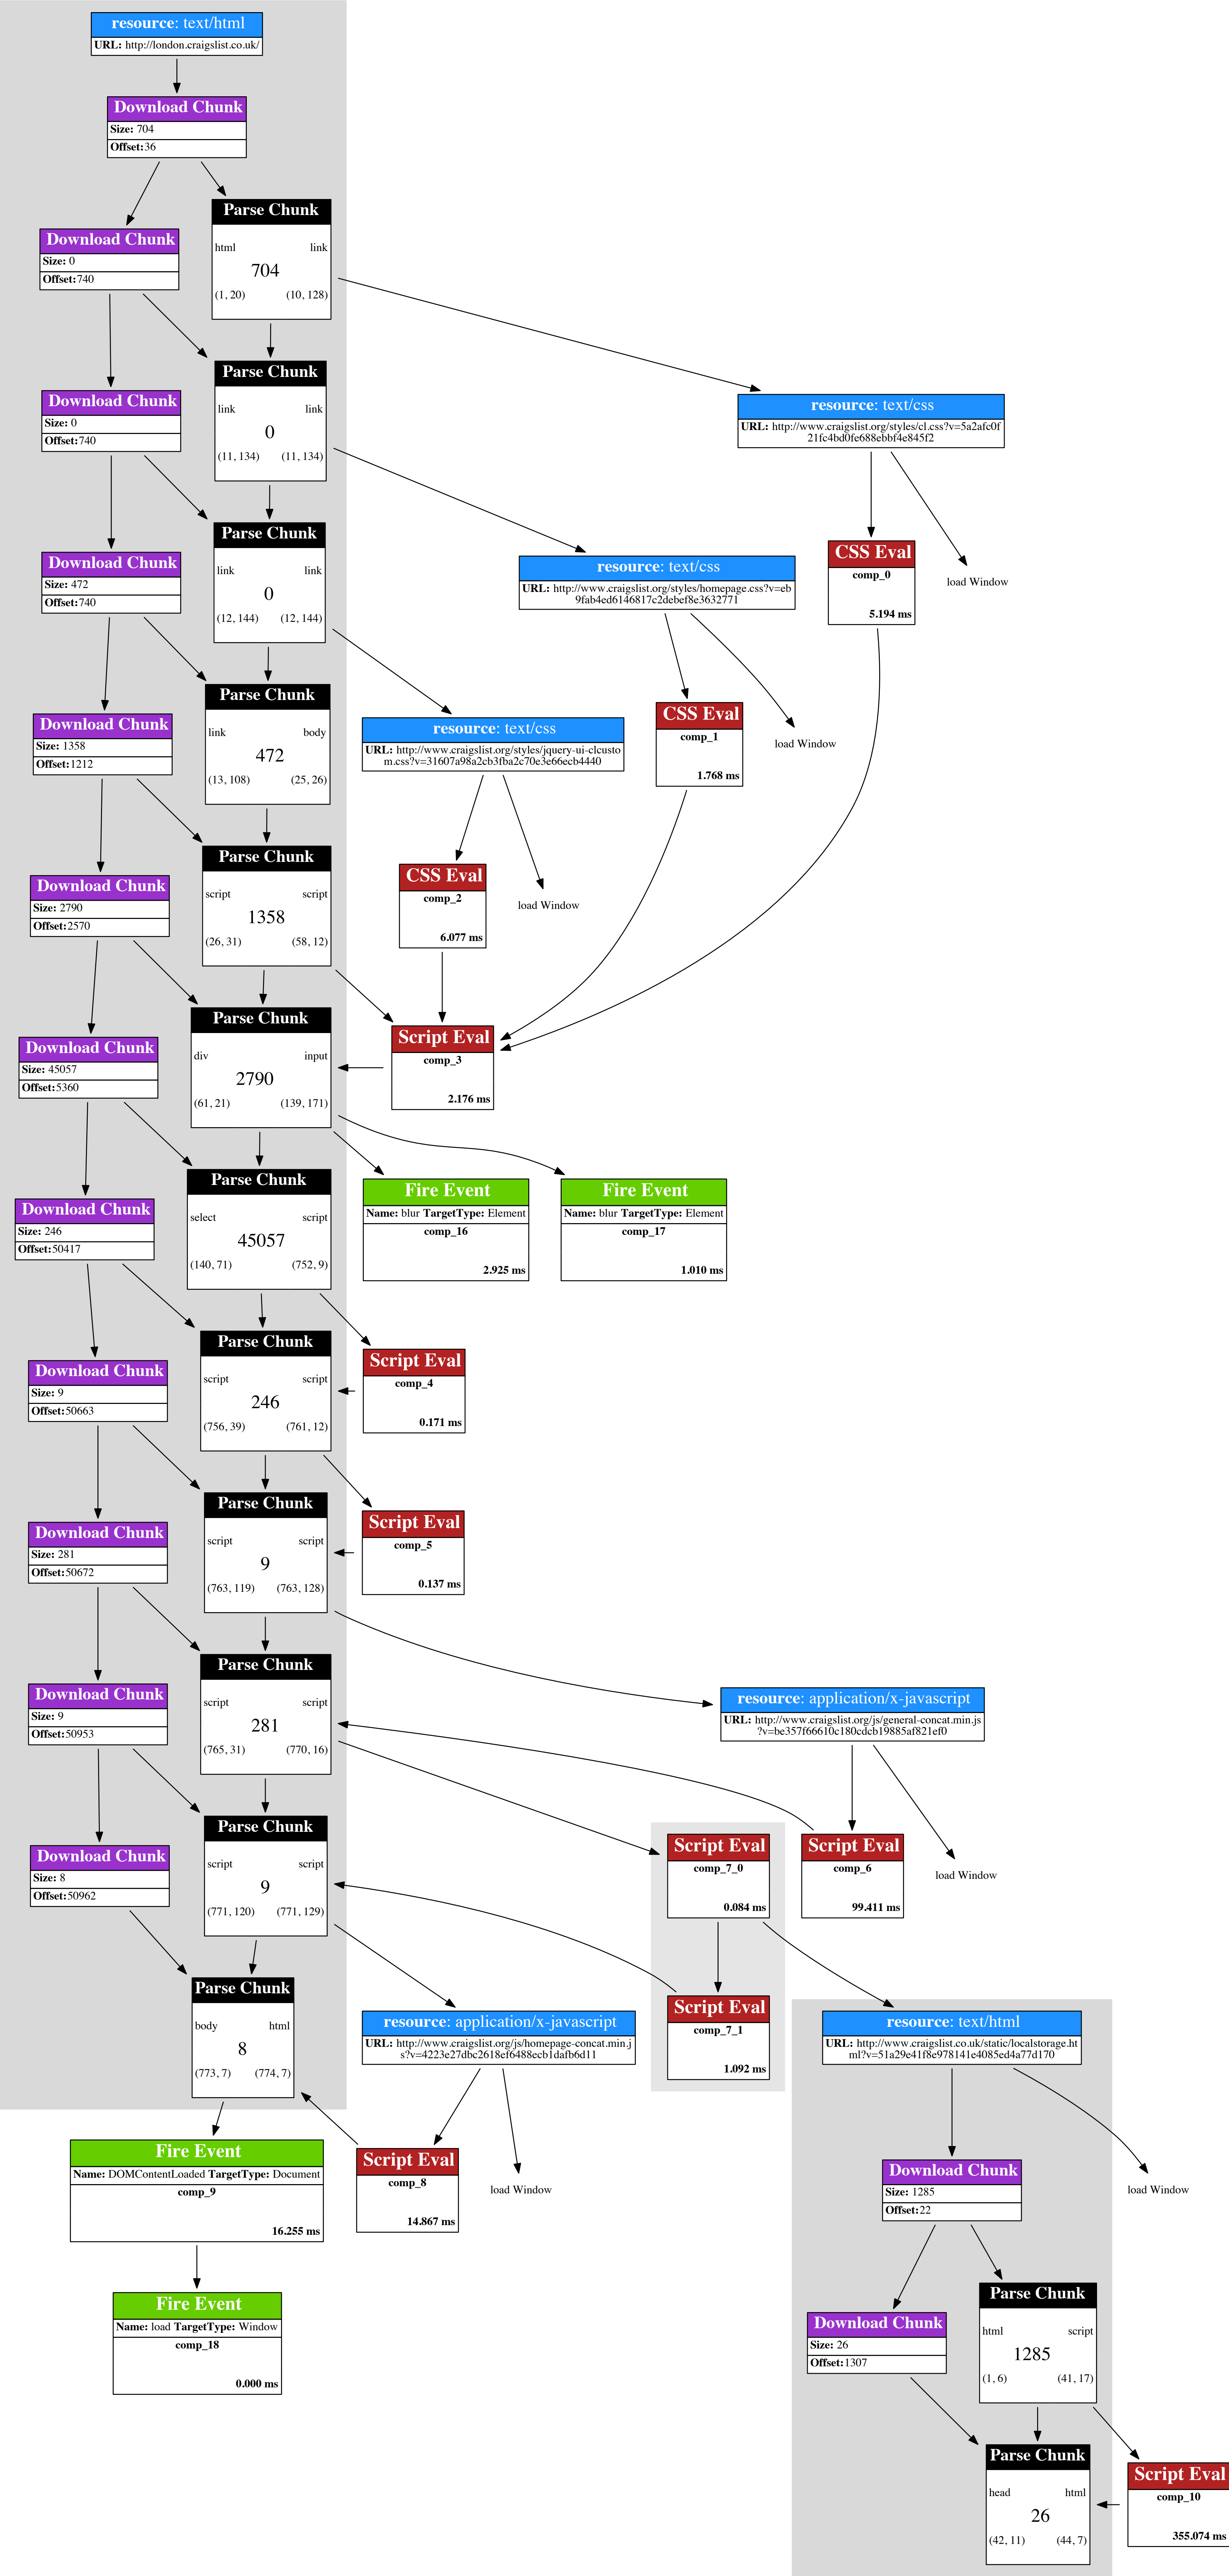 resource: text/html
URL: http://london.craigslist.co.uk/
Download Chunk
Size: 704
Offset:36
Parse Chunk
html link
704
(1, 20) (10, 128)
Download Chunk
Size: 0
Offset:740
Parse Chunk
link link
0
(11, 134) (11, 134)
Download Chunk
Size: 0
Offset:740
resource: text/css
URL: http://www.craigslist.org/styles/cl.css?v=5a2afc0f
21fc4bd0fe688ebbf4e845f2
Parse Chunk
link link
0
(12, 144) (12, 144)
Download Chunk
Size: 472
Offset:740
resource: text/css
URL: http://www.craigslist.org/styles/homepage.css?v=eb
9fab4ed6146817c2debef8e3632771
CSS Eval
comp_0
5.194 ms
load Window
Parse Chunk
link body
472
(13, 108) (25, 26)
Download Chunk
Size: 1358
Offset:1212
resource: text/css
URL: http://www.craigslist.org/styles/jquery-ui-clcusto
m.css?v=31607a98a2cb3fba2c70e3e66ecb4440
CSS Eval
comp_1
1.768 ms
load Window
Parse Chunk
script script
1358
(26, 31) (58, 12)
Download Chunk
Size: 2790
Offset:2570
CSS Eval
comp_2
6.077 ms
load Window
Parse Chunk
div input
2790
(61, 21) (139, 171)
Script Eval
comp_3
2.176 ms
Download Chunk
Size: 45057
Offset:5360
Parse Chunk
select script
45057
(140, 71) (752, 9)
Fire Event
Name: blur TargetType: Element
comp_16
2.925 ms
Fire Event
Name: blur TargetType: Element
comp_17
1.010 ms
Download Chunk
Size: 246
Offset:50417
Parse Chunk
script script
246
(756, 39) (761, 12)
Script Eval
comp_4
0.171 ms
Download Chunk
Size: 9
Offset:50663
Parse Chunk
script script
9
(763, 119) (763, 128)
Script Eval
comp_5
0.137 ms
Download Chunk
Size: 281
Offset:50672
Parse Chunk
script script
281
(765, 31) (770, 16)
resource: application/x-javascript
URL: http://www.craigslist.org/js/general-concat.min.js
?v=be357f66610c180cdcb19885af821ef0
Download Chunk
Size: 9
Offset:50953
Parse Chunk
script script
9
(771, 120) (771, 129)
Script Eval
comp_7_0
0.084 ms
Script Eval
comp_6
99.411 ms
load Window
Download Chunk
Size: 8
Offset:50962
Parse Chunk
body html
8
(773, 7) (774, 7)
resource: application/x-javascript
URL: http://www.craigslist.org/js/homepage-concat.min.j
s?v=4223e27dbc2618ef6488ecb1dafb6d11
Script Eval
comp_7_1
1.092 ms
resource: text/html
URL: http://www.craigslist.co.uk/static/localstorage.ht
ml?v=51a29e41f8e978141e4085ed4a77d170
Fire Event
Name: DOMContentLoaded TargetType: Document
comp_9
16.255 ms
Script Eval
comp_8
14.867 ms
load Window
Download Chunk
Size: 1285
Offset:22
load Window
Fire Event
Name: load TargetType: Window
comp_18
0.000 ms
Download Chunk
Size: 26
Offset:1307
Parse Chunk
html script
1285
(1, 6) (41, 17)
Parse Chunk
head html
26
(42, 11) (44, 7)
Script Eval
comp_10
355.074 ms